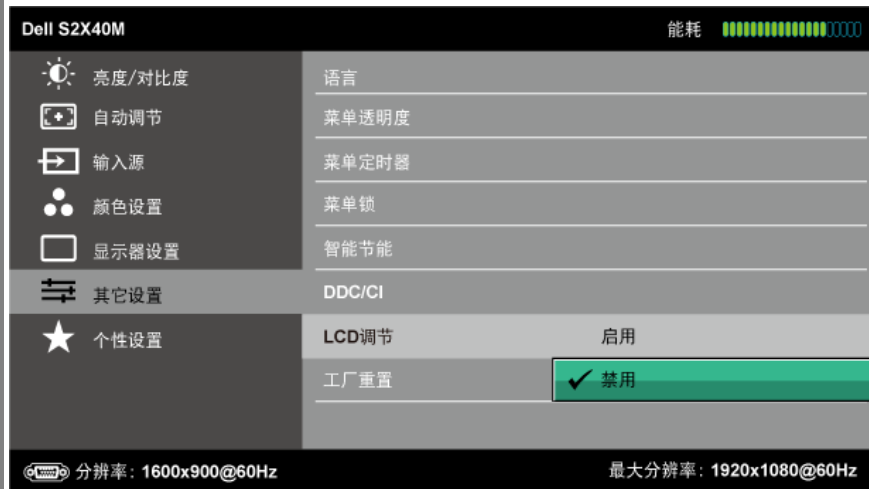 Dell S2X40M 能耗
亮度/对比度 语言
自动调节 菜单透明度
输入源 菜单定时器
颜色设置 菜单锁
显示器设置 智能节能
其它设置 DDC/CI
个性设置 LCD调节 启用
工厂重置 禁用
分辨率: 1600x900@60Hz 最大分辨率: 1920x1080@60Hz